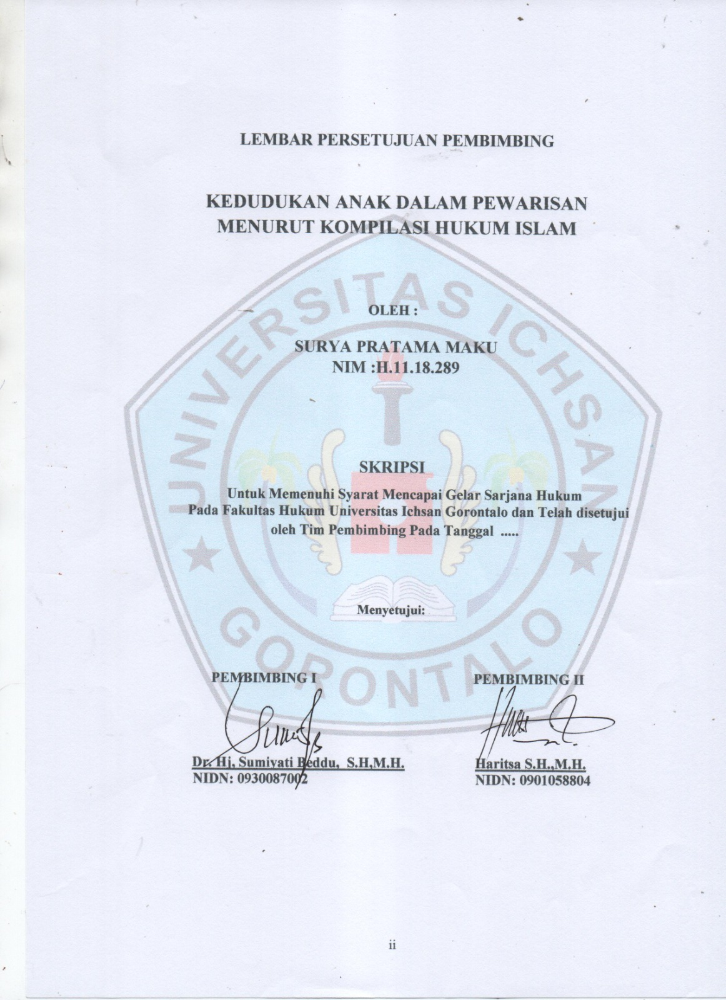 LEMBAR PERSETUJUAN PEMBIMBING
KEDUDUKAN ANAK DALAM PEWARISAN
MENURUT KOMPILASI HUKUM ISLAM
UNIVERSITAS ICHSAN
OLEH :
SURYA PRATAMA MAKU
NIM :H.11.18.289
SKRIPSI
Untuk Memenuhi Syarat Mencapai Gelar Sarjana Hukum
Pada Fakultas Hukum Universitas Ichsan Gorontalo dan Telah disetujui
oleh Tim Pembimbing Pada Tanggal .....
Menyetujui:
GORONTALO
PEMBIMBING I
PEMBIMBING II
Dr. Hj, Sumiyati Beddu, S.H,M.H.
Haritsa S.H.,M.H.
NIDN: 0930087002
NIDN: 0901058804
ii